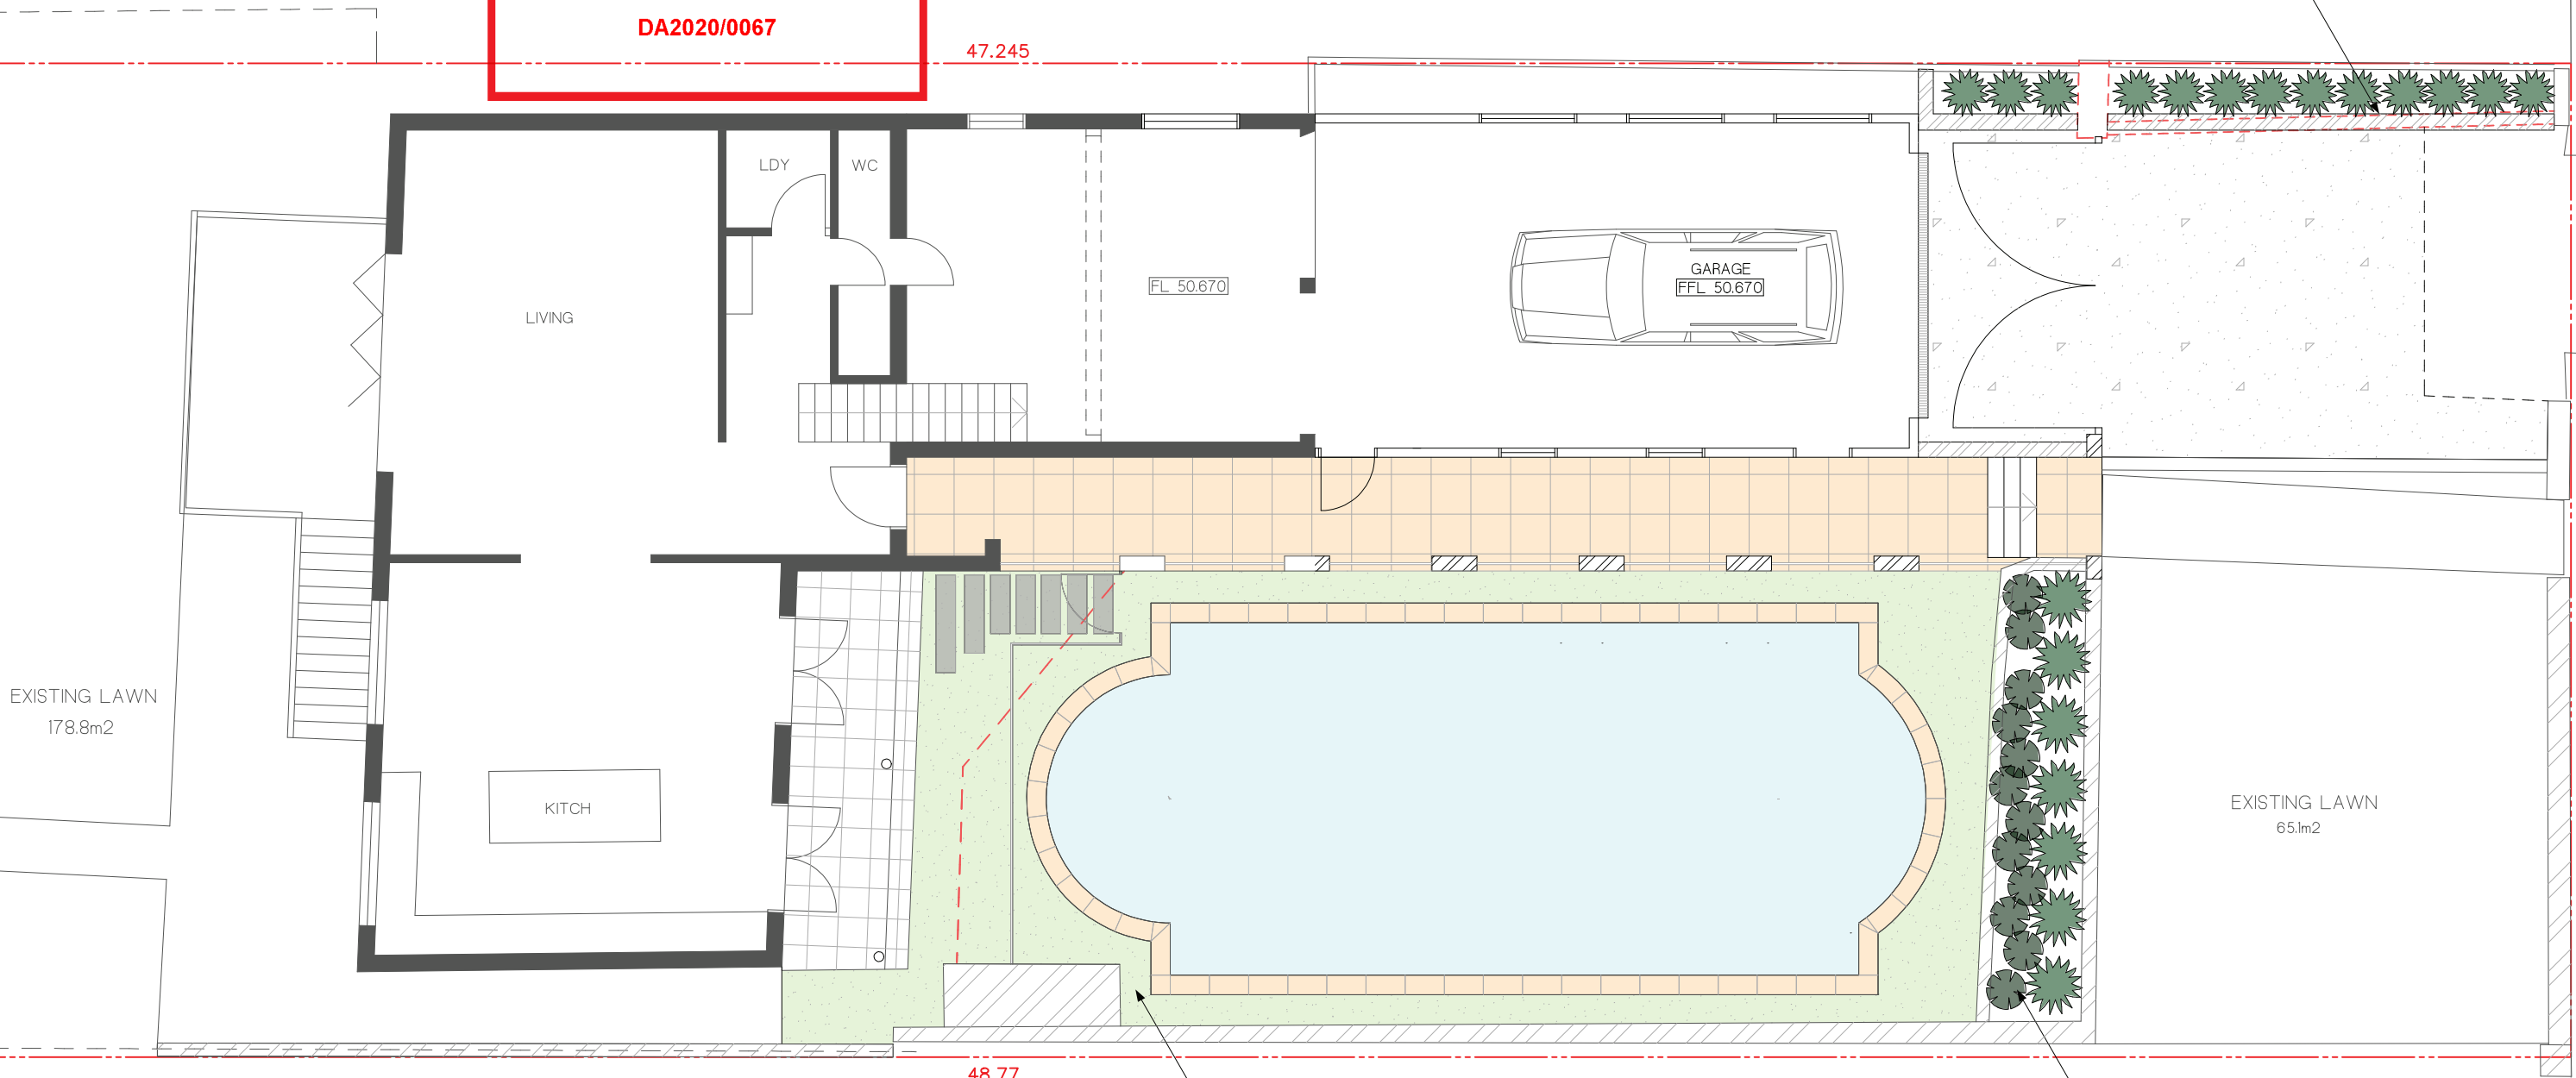 DA2020/0067
47.245
LDY
WC
FL 50.670
GARAGE
FFL 50.670
LIVING
EXISTING LAWN
178.8m2
KITCH
EXISTING LAWN
65.1m2
48.77